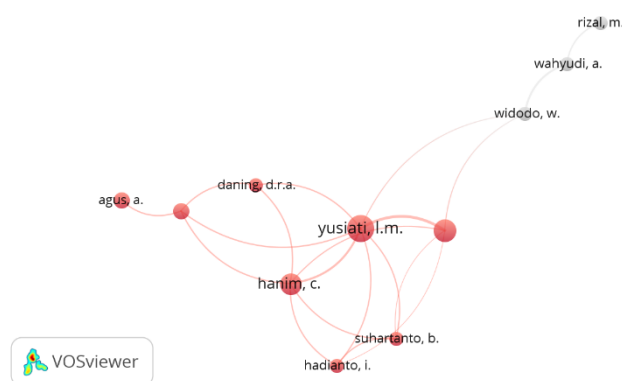 rizal, m.
wahyudi, a.
widodo, w.
daning, d.r.a.
agus, a.
yusiati, l.m.
hanim, c.
suhartanto, b.
hadianto, i.
VOSviewer